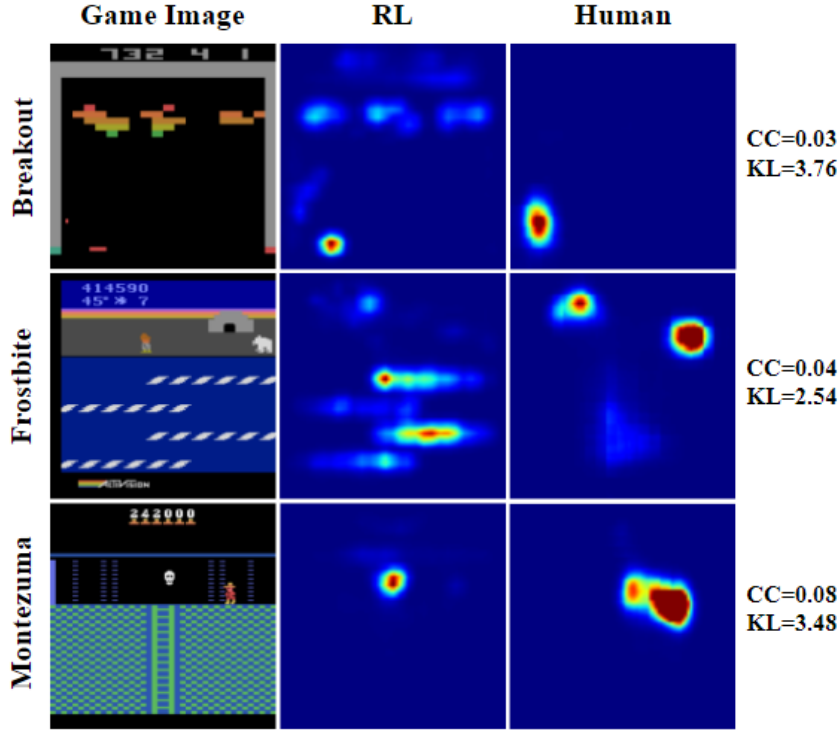 Game Image
RL
Human
Breakout
732 4 1
CC=0.03
KL=3.76
Frostbite
414590
45° 7
ACTIVISION
CC=0.04
KL=2.54
Montezuma
242000
CC=0.08
KL=3.48